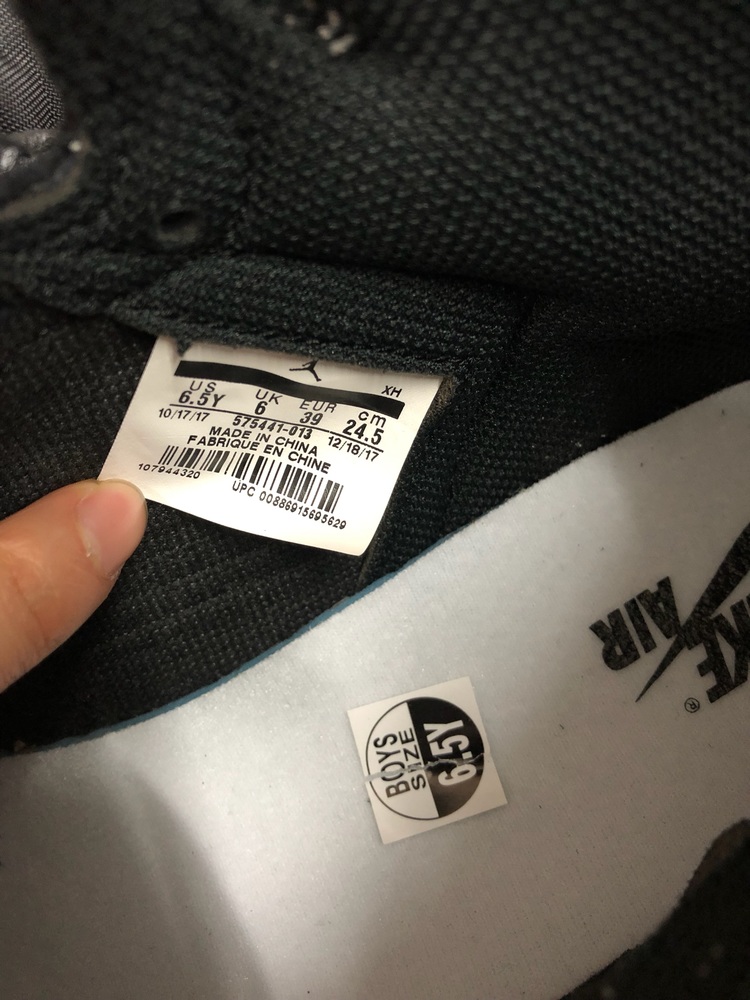 XH
US UK EUR cm
6.5Y 6 39 24.5
10/17/17 575441-013 12/18/17
MADE IN CHINA
FABRIQUE EN CHINE
107944320
UPC 00886915695629
NIKE
AIR
®
BOYS
SIZE
6.5Y